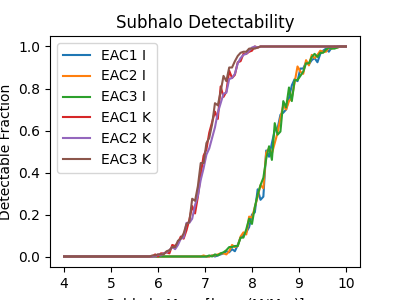 Subhalo Detectability
Detectable Fraction
1.0
0.8
0.6
0.4
0.2
0.0
EAC1 I
EAC2 I
EAC3 I
EAC1 K
EAC2 K
EAC3 K
4 5 6 7 8 9 10